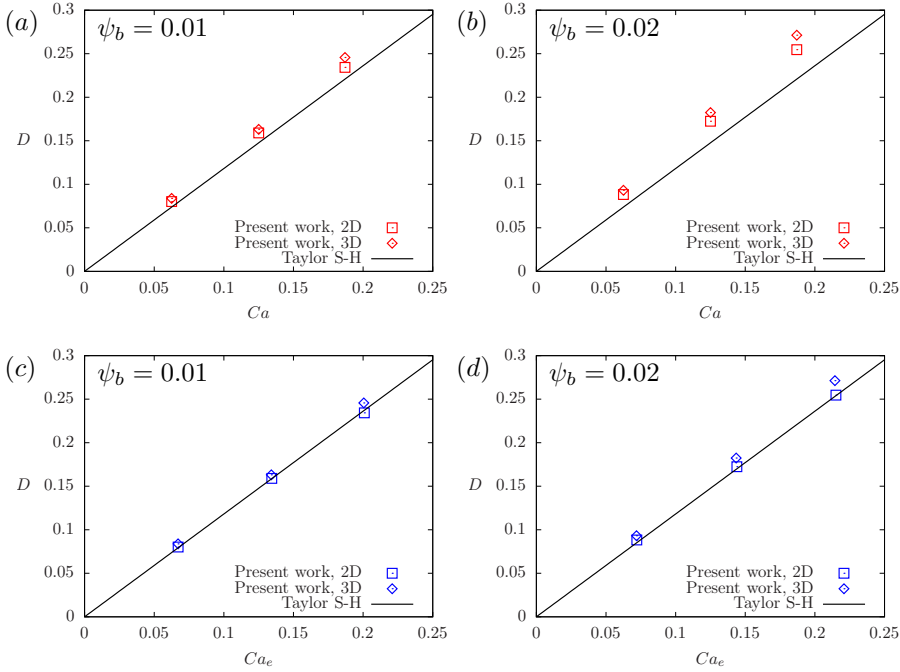 (a)
ψ_b = 0.01
0.3
0.25
0.2
0.15
0.1
0.05
0
D
Present work, 2D
Present work, 3D
Taylor S-H
0 0.05 0.1 0.15 0.2 0.25
Ca
(b)
ψ_b = 0.02
0.3
0.25
0.2
0.15
0.1
0.05
0
D
Present work, 2D
Present work, 3D
Taylor S-H
0 0.05 0.1 0.15 0.2 0.25
Ca
(c)
ψ_b = 0.01
0.3
0.25
0.2
0.15
0.1
0.05
0
D
Present work, 2D
Present work, 3D
Taylor S-H
0 0.05 0.1 0.15 0.2 0.25
Ca_e
(d)
ψ_b = 0.02
0.3
0.25
0.2
0.15
0.1
0.05
0
D
Present work, 2D
Present work, 3D
Taylor S-H
0 0.05 0.1 0.15 0.2 0.25
Ca_e